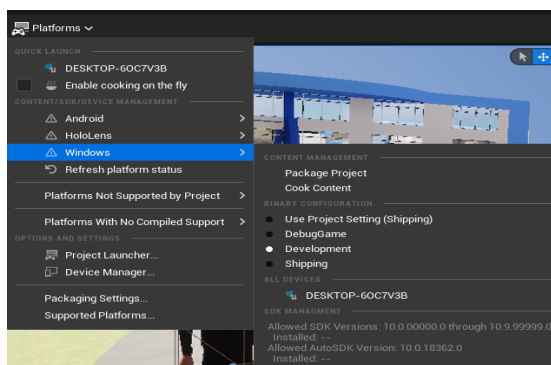 Platforms
QUICK LAUNCH
DESKTOP-6OC7V3B
Enable cooking on the fly
CONTENT/SDK/DEVICE MANAGEMENT
Android
HoloLens
Windows
Refresh platform status
Platforms Not Supported by Project
Platforms With No Compiled Support
OPTIONS AND SETTINGS
Project Launcher...
Device Manager...
Packaging Settings...
Supported Platforms...
CONTENT MANAGEMENT
Package Project
Cook Content
BINARY CONFIGURATION
Use Project Setting (Shipping)
DebugGame
Development
Shipping
ALL DEVICES
DESKTOP-6OC7V3B
SDK MANAGMENT
Allowed SDK Versions: 10.0.00000.0 through 10.9.99999.0
Installed: --
Allowed AutoSDK Version: 10.0.18362.0
Installed: --